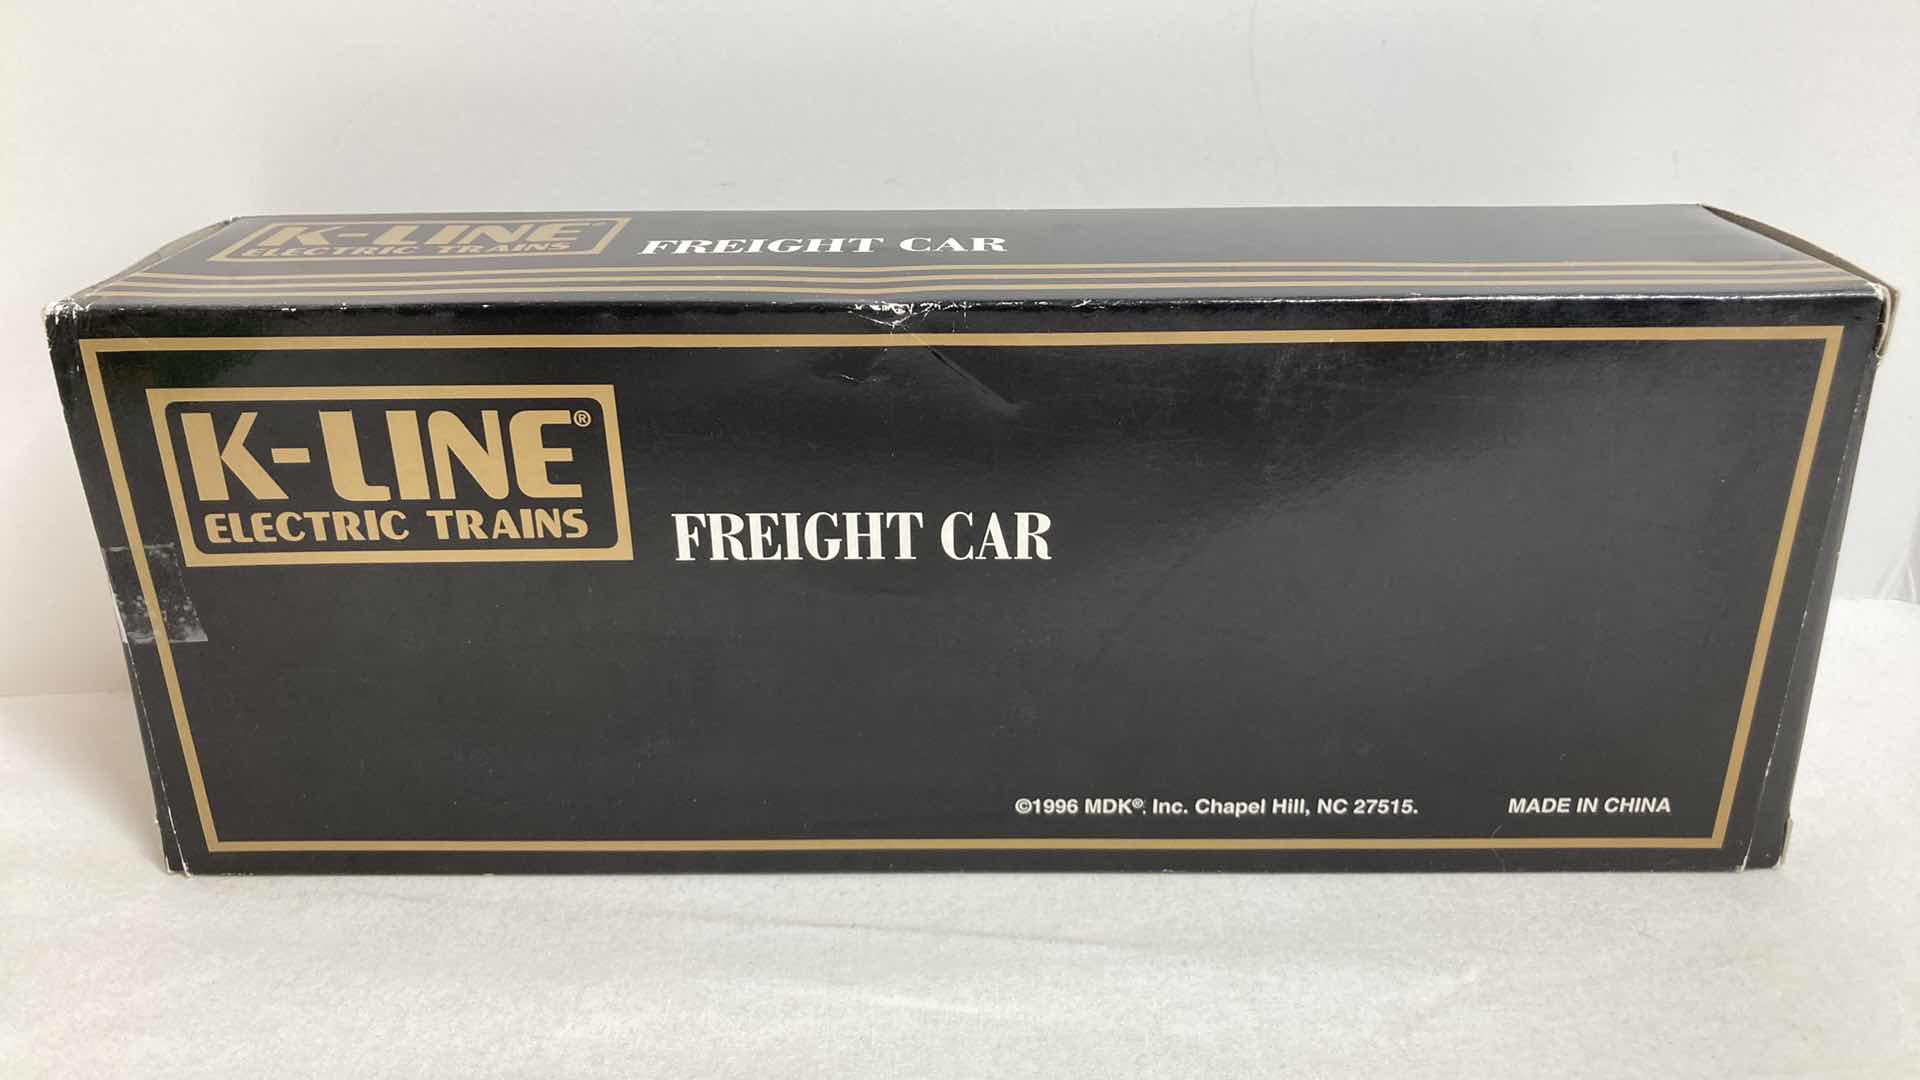 K-LINE
ELECTRIC TRAINS
FREIGHT CAR
K-LINE®
ELECTRIC TRAINS
FREIGHT CAR
©1996 MDK®, Inc. Chapel Hill, NC 27515.
MADE IN CHINA